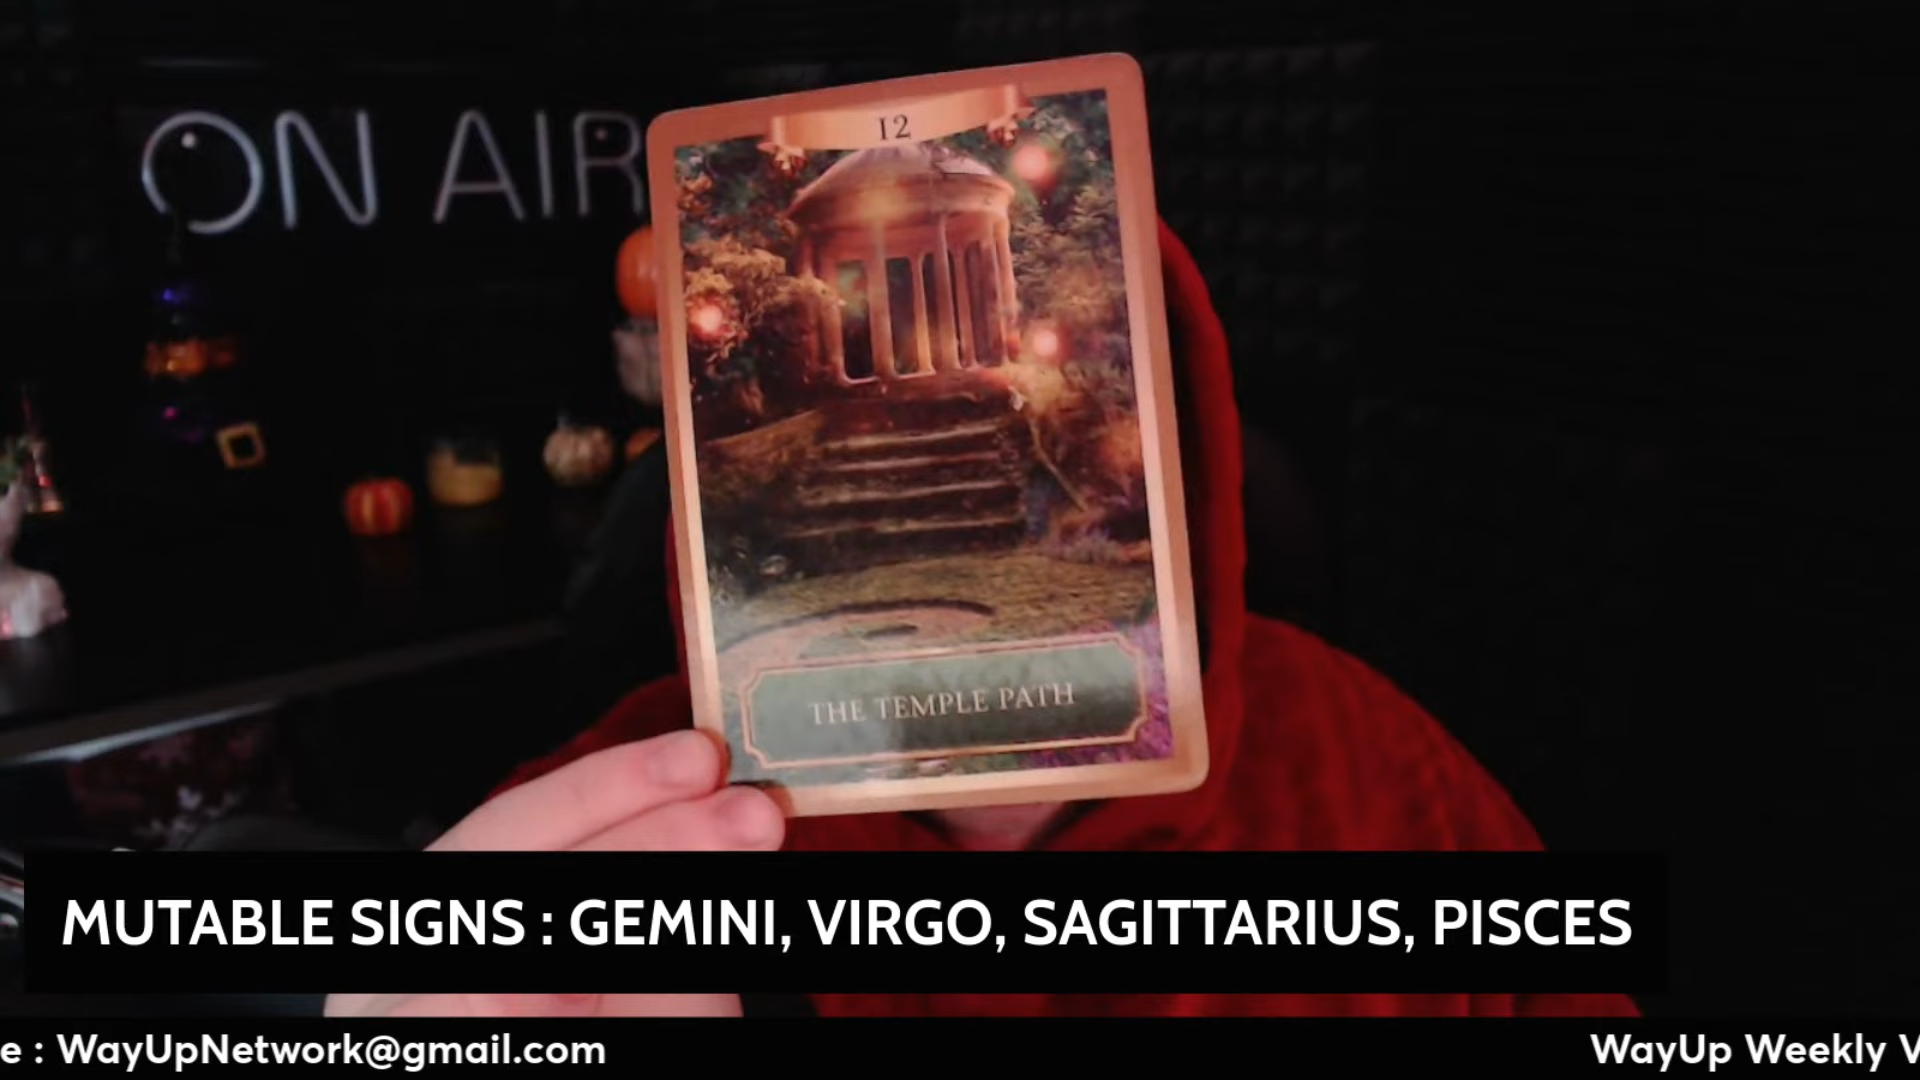 ON AIR
12
THE TEMPLE PATH
MUTABLE SIGNS : GEMINI, VIRGO, SAGITTARIUS, PISCES
e : WayUpNetwork@gmail.com
WayUp Weekly V